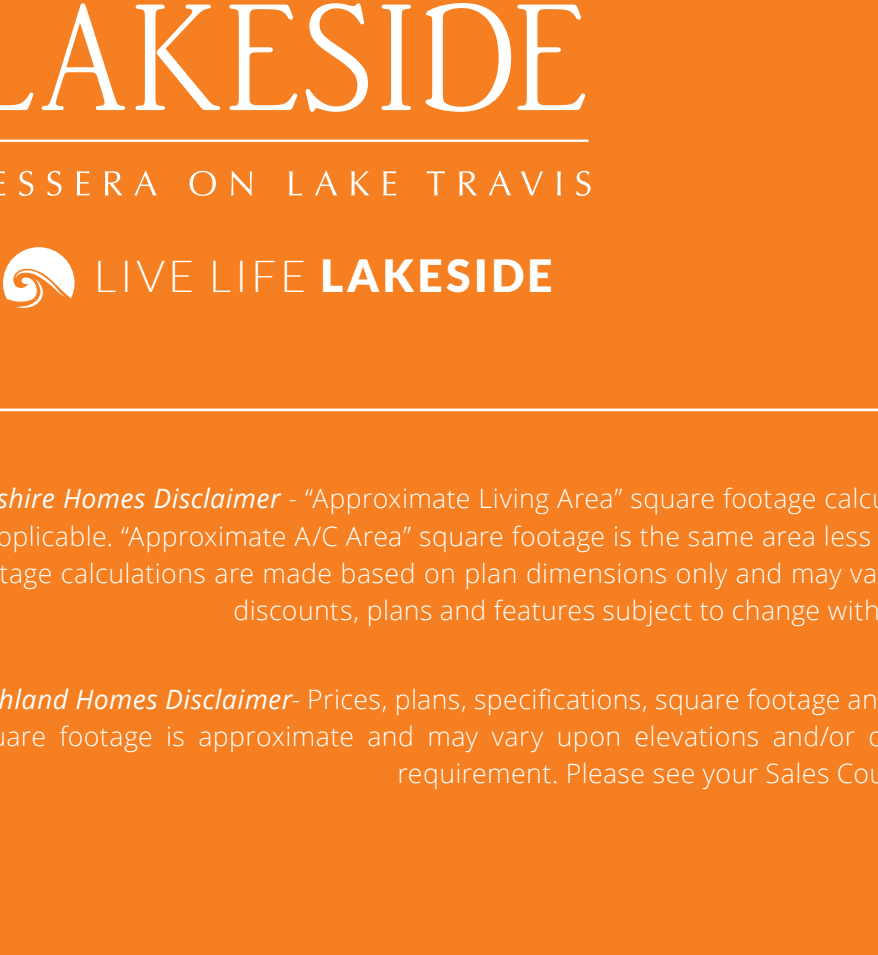 LAKESIDE
ESSERA ON LAKE TRAVIS
LIVE LIFE LAKESIDE
shire Homes Disclaimer - “Approximate Living Area” square footage calcu
pplicable. “Approximate A/C Area” square footage is the same area less
tage calculations are made based on plan dimensions only and may va
discounts, plans and features subject to change with
hland Homes Disclaimer- Prices, plans, specifications, square footage an
uare footage is approximate and may vary upon elevations and/or
requirement. Please see your Sales Cou